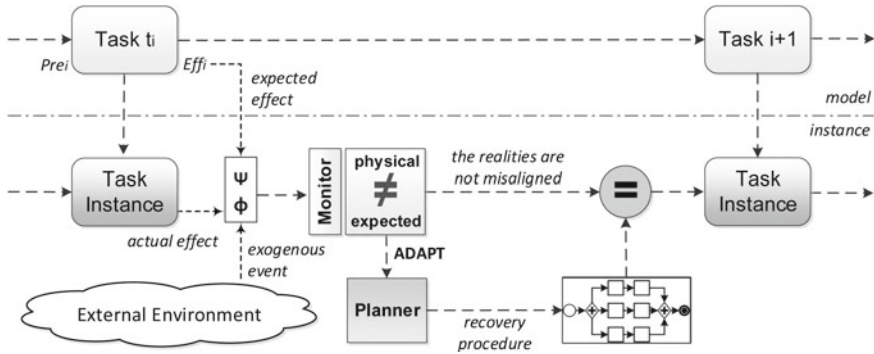 Task ti
Task i+1
Prei
Effi
expected
effect
model
instance
Task
Instance
Ψ
Φ
Monitor
physical
≠
expected
the realities are
not misaligned
=
Task
Instance
actual effect
exogenous
event
ADAPT
External Environment
Planner
recovery
procedure